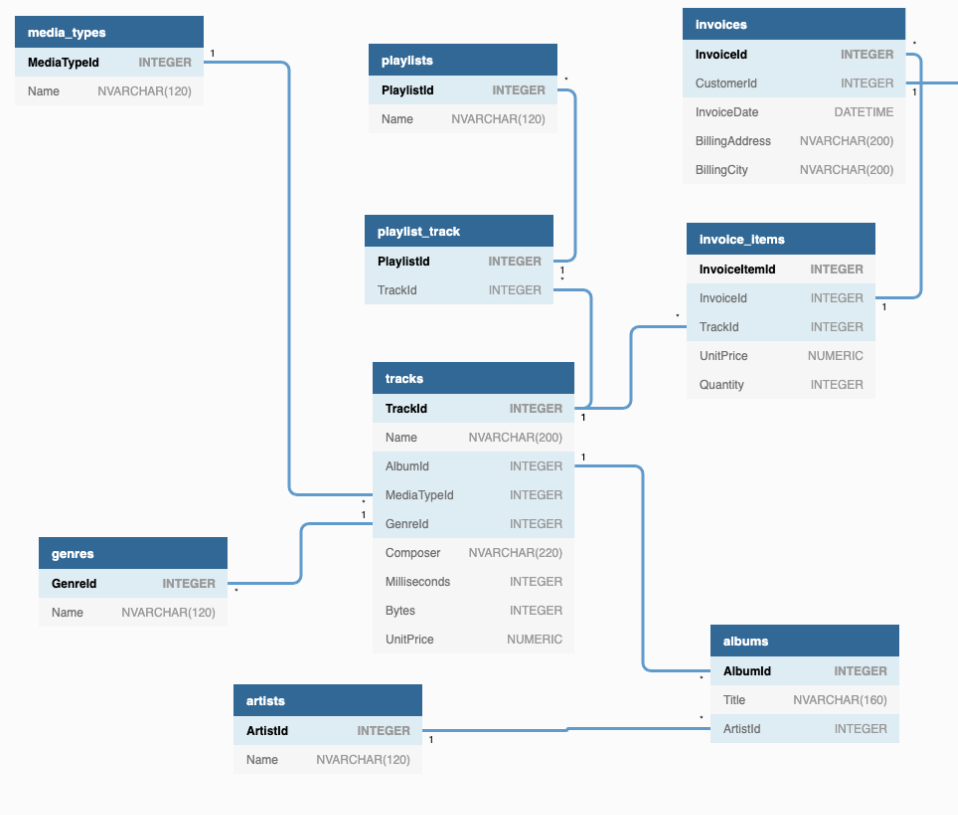 media_types
MediaTypeId INTEGER
Name NVARCHAR(120)
1
playlists
PlaylistId INTEGER
Name NVARCHAR(120)
*
invoices
InvoiceId INTEGER
CustomerId INTEGER
InvoiceDate DATETIME
BillingAddress NVARCHAR(200)
BillingCity NVARCHAR(200)
*
1
playlist_track
PlaylistId INTEGER
TrackId INTEGER
1
*
invoice_items
InvoiceItemId INTEGER
InvoiceId INTEGER
TrackId INTEGER
UnitPrice NUMERIC
Quantity INTEGER
1
*
tracks
TrackId INTEGER
Name NVARCHAR(200)
AlbumId INTEGER
MediaTypeId INTEGER
GenreId INTEGER
Composer NVARCHAR(220)
Milliseconds INTEGER
Bytes INTEGER
UnitPrice NUMERIC
1
1
*
1
genres
GenreId INTEGER
Name NVARCHAR(120)
*
albums
AlbumId INTEGER
Title NVARCHAR(160)
ArtistId INTEGER
*
*
artists
ArtistId INTEGER
Name NVARCHAR(120)
1